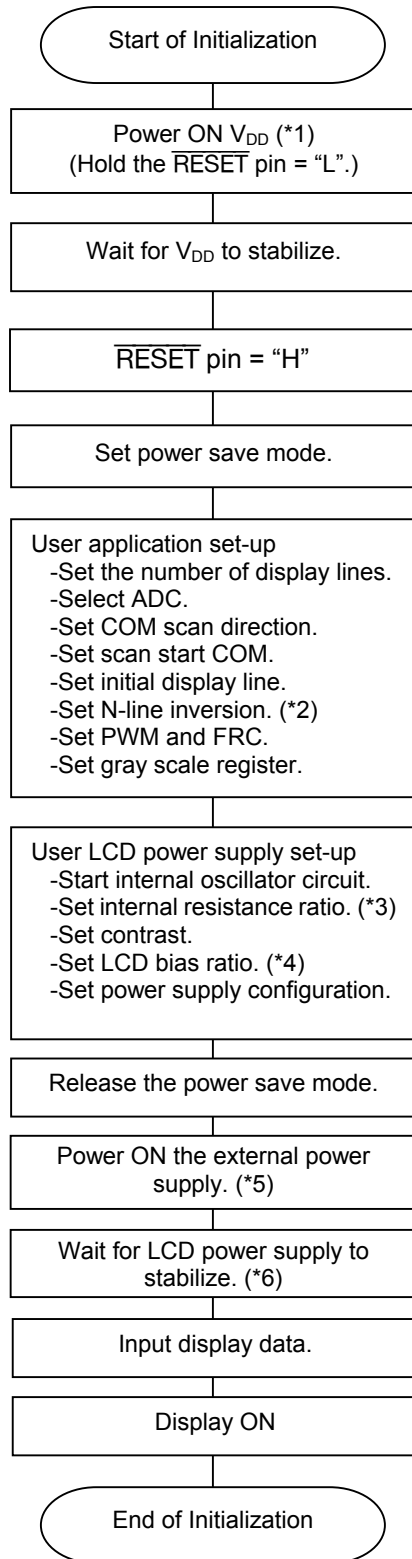 Start of Initialization
Power ON VDD (*1)
(Hold the RESET pin = “L”.)
Wait for VDD to stabilize.
RESET pin = “H”
Set power save mode.
User application set-up
-Set the number of display lines.
-Select ADC.
-Set COM scan direction.
-Set scan start COM.
-Set initial display line.
-Set N-line inversion. (*2)
-Set PWM and FRC.
-Set gray scale register.
User LCD power supply set-up
-Start internal oscillator circuit.
-Set internal resistance ratio. (*3)
-Set contrast.
-Set LCD bias ratio. (*4)
-Set power supply configuration.
Release the power save mode.
Power ON the external power
supply. (*5)
Wait for LCD power supply to
stabilize. (*6)
Input display data.
Display ON
End of Initialization